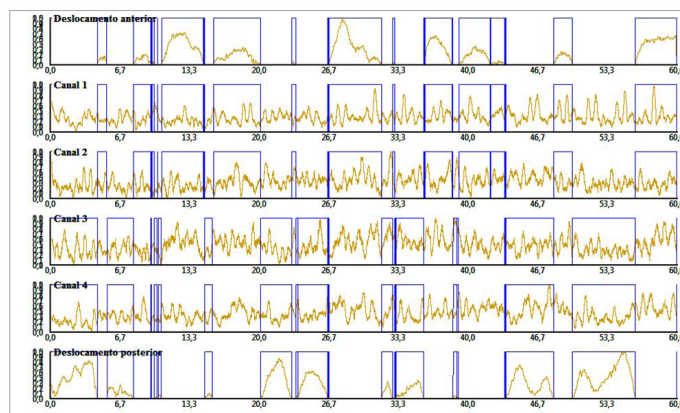 Deslocamento anterior
0,0 6,7 13,3 20,0 26,7 33,3 40,0 46,7 53,3 60,
Canal 1
0,0 6,7 13,3 20,0 26,7 33,3 40,0 46,7 53,3 60,
Canal 2
0,0 6,7 13,3 20,0 26,7 33,3 40,0 46,7 53,3 60,
Canal 3
0,0 6,7 13,3 20,0 26,7 33,3 40,0 46,7 53,3 60,
Canal 4
0,0 6,7 13,3 20,0 26,7 33,3 40,0 46,7 53,3 60,
Deslocamento posterior
0,0 6,7 13,3 20,0 26,7 33,3 40,0 46,7 53,3 60,